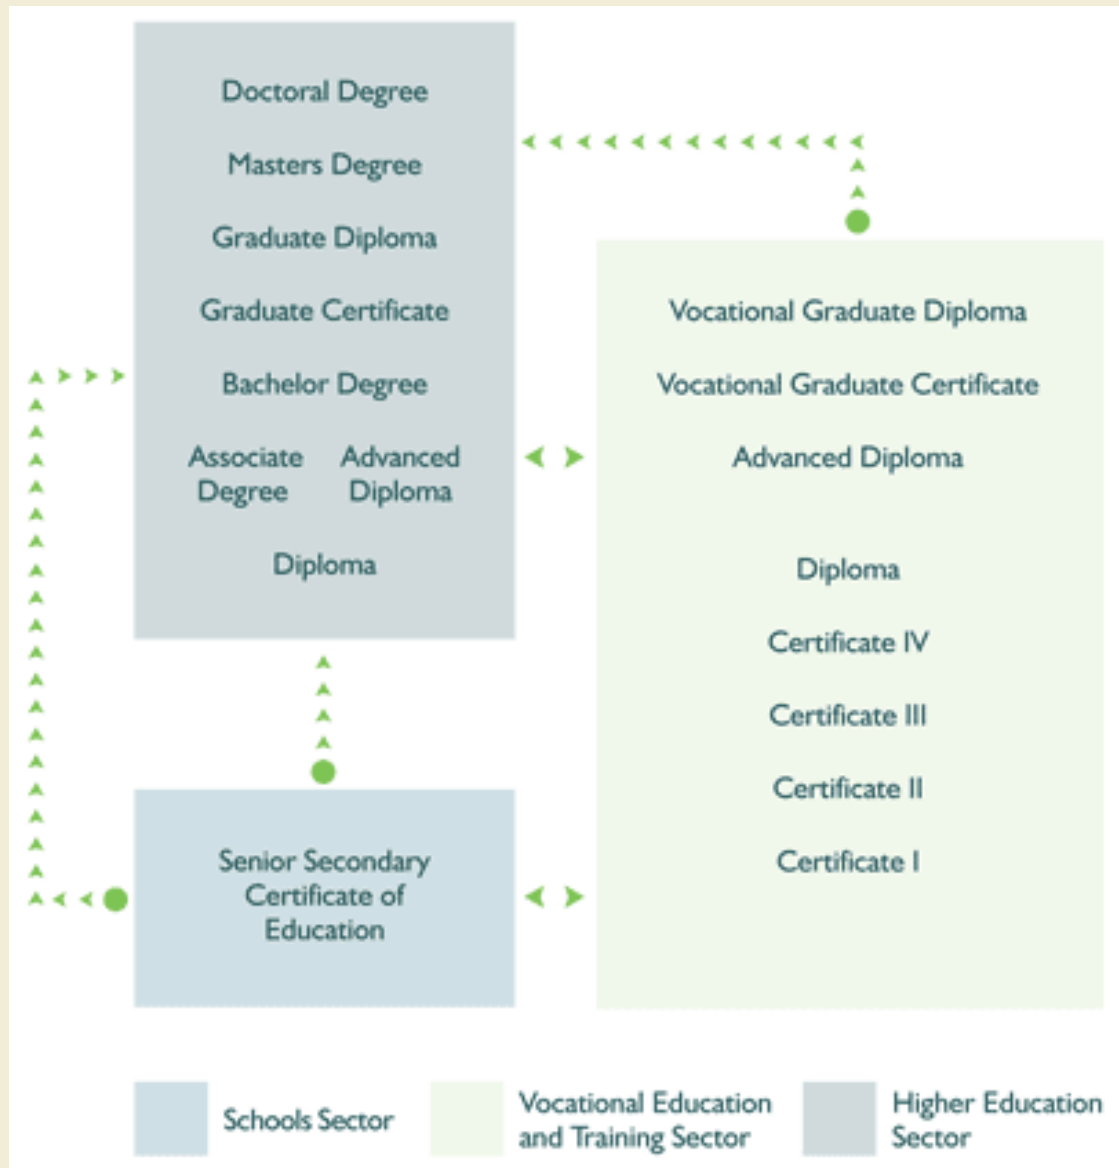 Doctoral Degree
Masters Degree
Graduate Diploma
Graduate Certificate
Bachelor Degree
Associate
Degree
Advanced
Diploma
Diploma
Vocational Graduate Diploma
Vocational Graduate Certificate
Advanced Diploma
Diploma
Certificate IV
Certificate III
Certificate II
Certificate I
Senior Secondary
Certificate of
Education
Schools Sector
Vocational Education
and Training Sector
Higher Education
Sector